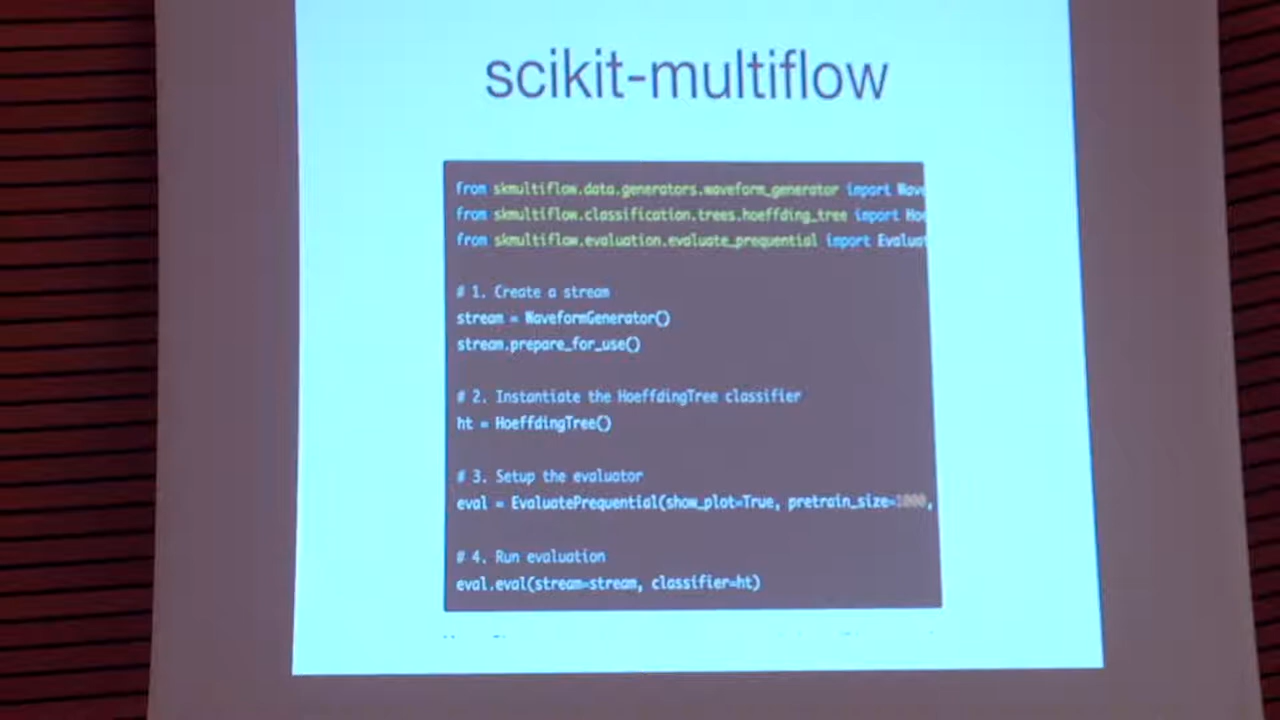 scikit-multiflow
from skmultiflow.data.generators.waveform_generator import Wave
from skmultiflow.classification.trees.hoeffding_tree import Hoe
from skmultiflow.evaluation.evaluate_prequential import Evaluat
# 1. Create a stream
stream = WaveformGenerator()
stream.prepare_for_use()
# 2. Instantiate the HoeffdingTree classifier
ht = HoeffdingTree()
# 3. Setup the evaluator
eval = EvaluatePrequential(show_plot=True, pretrain_size=1000,
# 4. Run evaluation
eval.eval(stream=stream, classifier=ht)